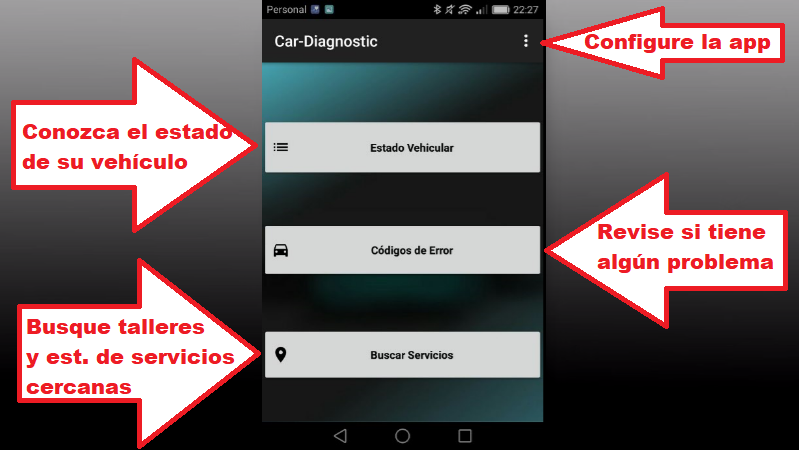 Personal
22:27
Car-Diagnostic
Configure la app
Conozca el estado
de su vehículo
Estado Vehicular
Revise si tiene
algún problema
Códigos de Error
Busque talleres
y est. de servicios
cercanas
Buscar Servicios